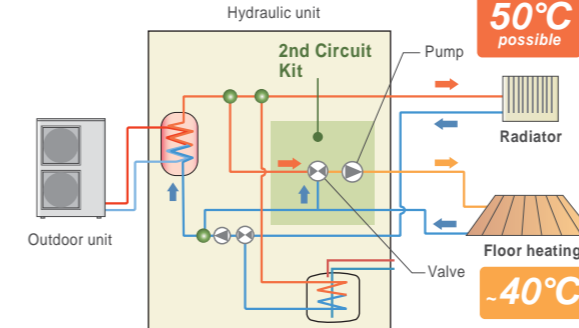 Hydraulic unit
50°C
possible
2nd Circuit
Kit
Pump
Radiator
Outdoor unit
Floor heating
Valve
~40°C